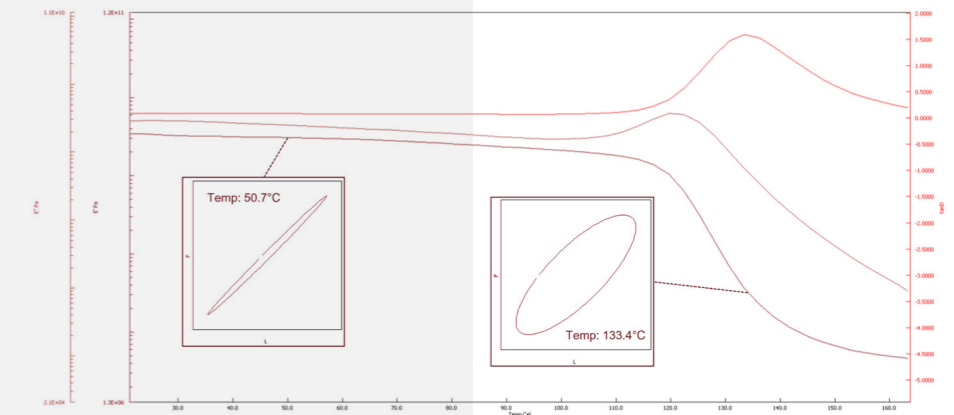 1.1E+10
1.2E+11
2.0000
1.5000
1.0000
0.5000
0.0000
-0.5000
-1.0000
-1.5000
-2.0000
-2.5000
-3.0000
-3.5000
-4.0000
-4.5000
-5.0000
E" Pa
E' Pa
tanD
Temp: 50.7°C
F
L
Temp: 133.4°C
F
L
2.1E+04
1.3E+06
30.0
40.0
50.0
60.0
70.0
80.0
90.0
100.0
110.0
120.0
130.0
140.0
150.0
160.0
Temp Cel